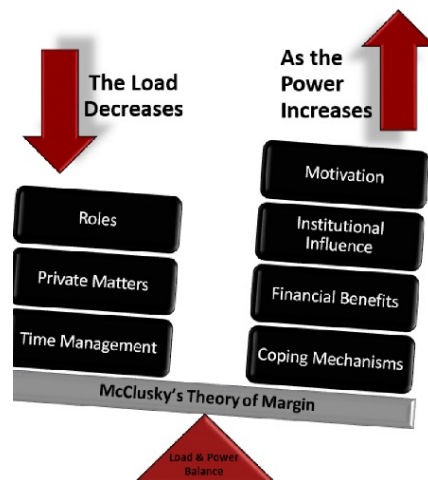 The Load
Decreases
As the
Power
Increases
Roles
Private Matters
Time Management
Motivation
Institutional
Influence
Financial Benefits
Coping Mechanisms
McClusky's Theory of Margin
Load & Power
Balance